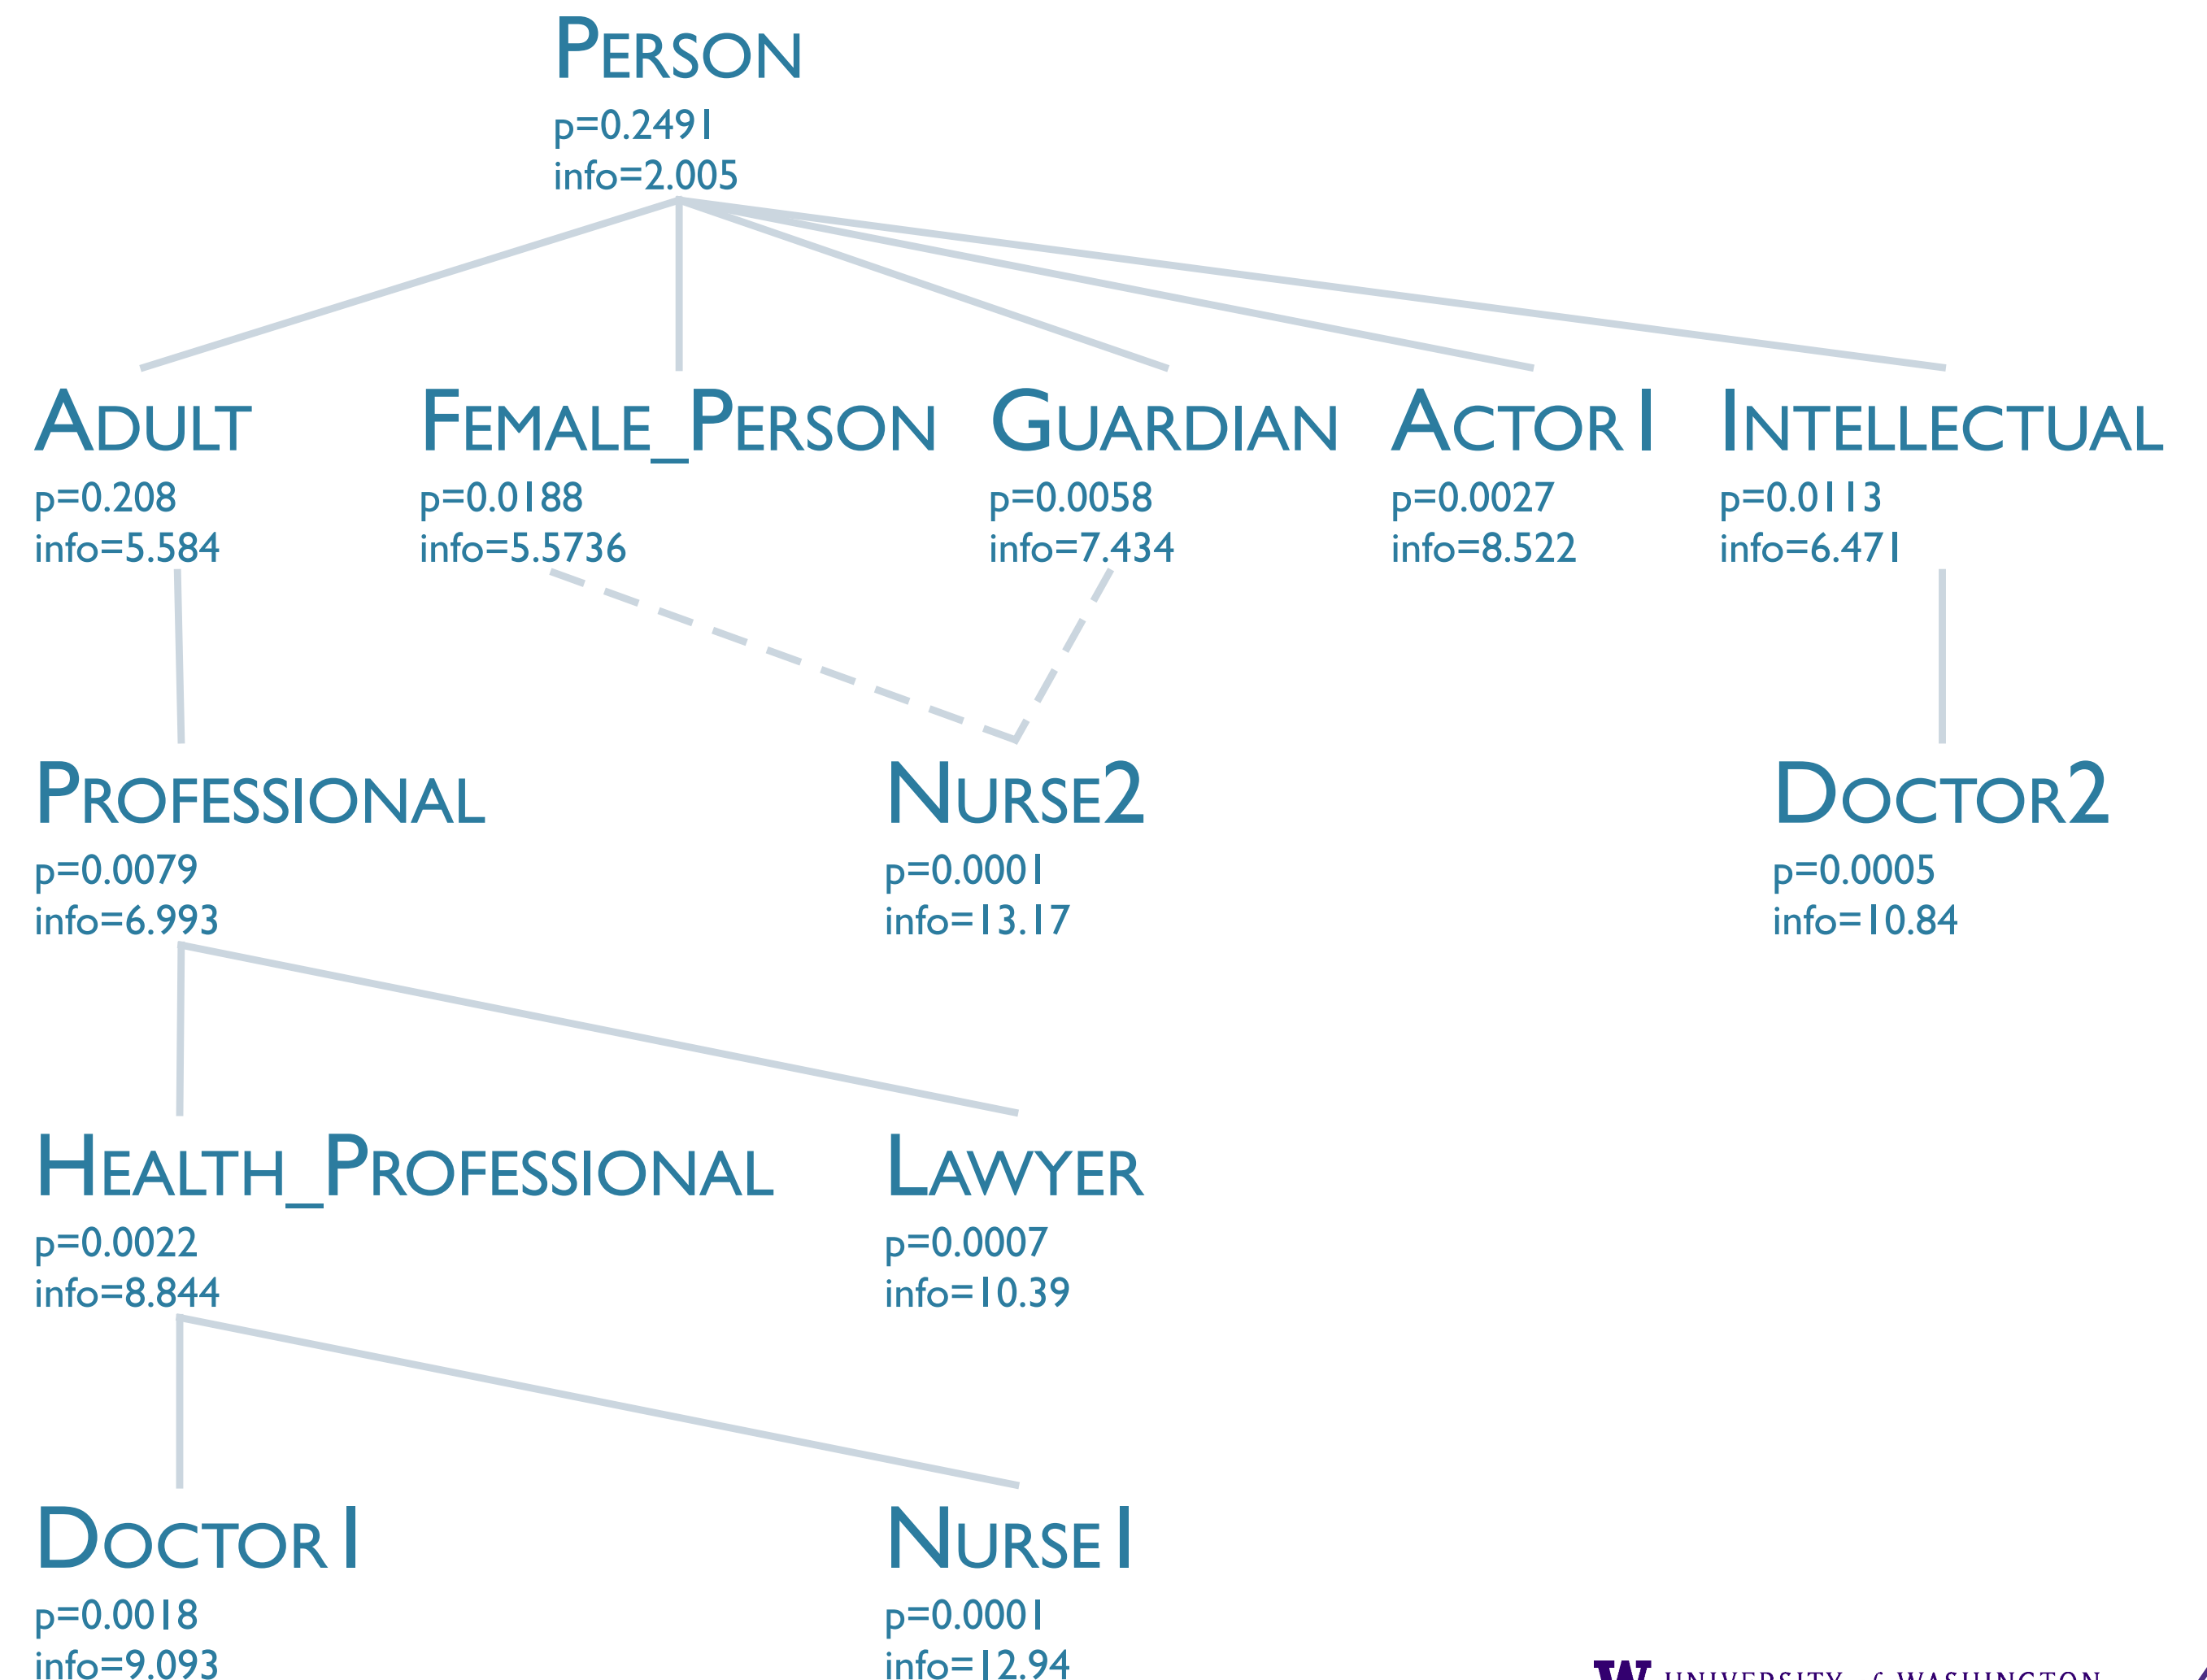 PERSON
p=0.2491
info=2.005
ADULT
p=0.208
info=5.584
FEMALE_PERSON
p=0.0188
info=5.5736
GUARDIAN
p=0.0058
info=7.434
ACTOR1
p=0.0027
info=8.522
INTELLECTUAL
p=0.0113
info=6.471
PROFESSIONAL
p=0.0079
info=6.993
NURSE2
p=0.0001
info=13.17
DOCTOR2
p=0.0005
info=10.84
HEALTH_PROFESSIONAL
p=0.0022
info=8.844
LAWYER
p=0.0007
info=10.39
DOCTOR1
p=0.0018
info=9.093
NURSE1
p=0.0001
info=12.94
W UNIVERSITY of WASHINGTON